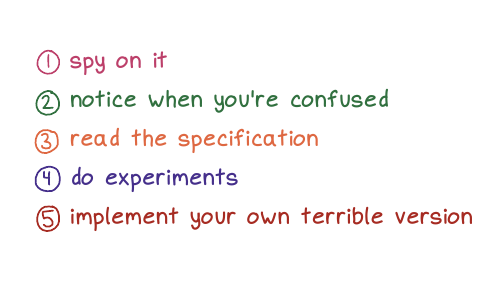 1 spy on it
2 notice when you're confused
3 read the specification
4 do experiments
5 implement your own terrible version